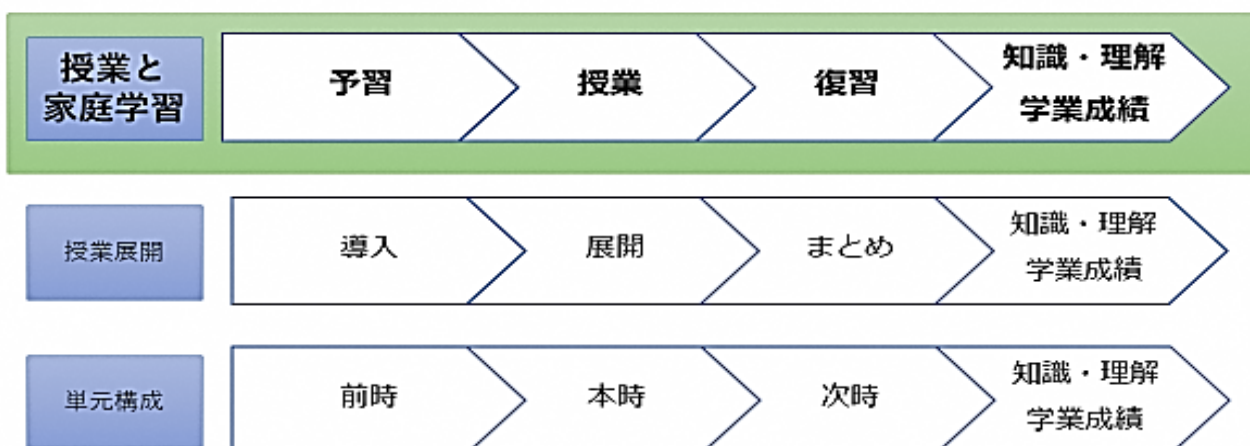 授業と
家庭学習
予習
授業
復習
知識・理解
学業成績
授業展開
導入
展開
まとめ
知識・理解
学業成績
単元構成
前時
本時
次時
知識・理解
学業成績